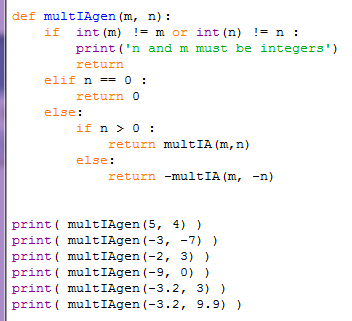 def multIAgen(m, n):
    if  int(m) != m or int(n) != n :
        print('n and m must be integers')
        return
    elif n == 0 :
        return 0
    else:
        if n > 0 :
            return multIA(m,n)
        else:
            return -multIA(m, -n)
print( multIAgen(5, 4) )
print( multIAgen(-3, -7) )
print( multIAgen(-2, 3) )
print( multIAgen(-9, 0) )
print( multIAgen(-3.2, 3) )
print( multIAgen(-3.2, 9.9) )